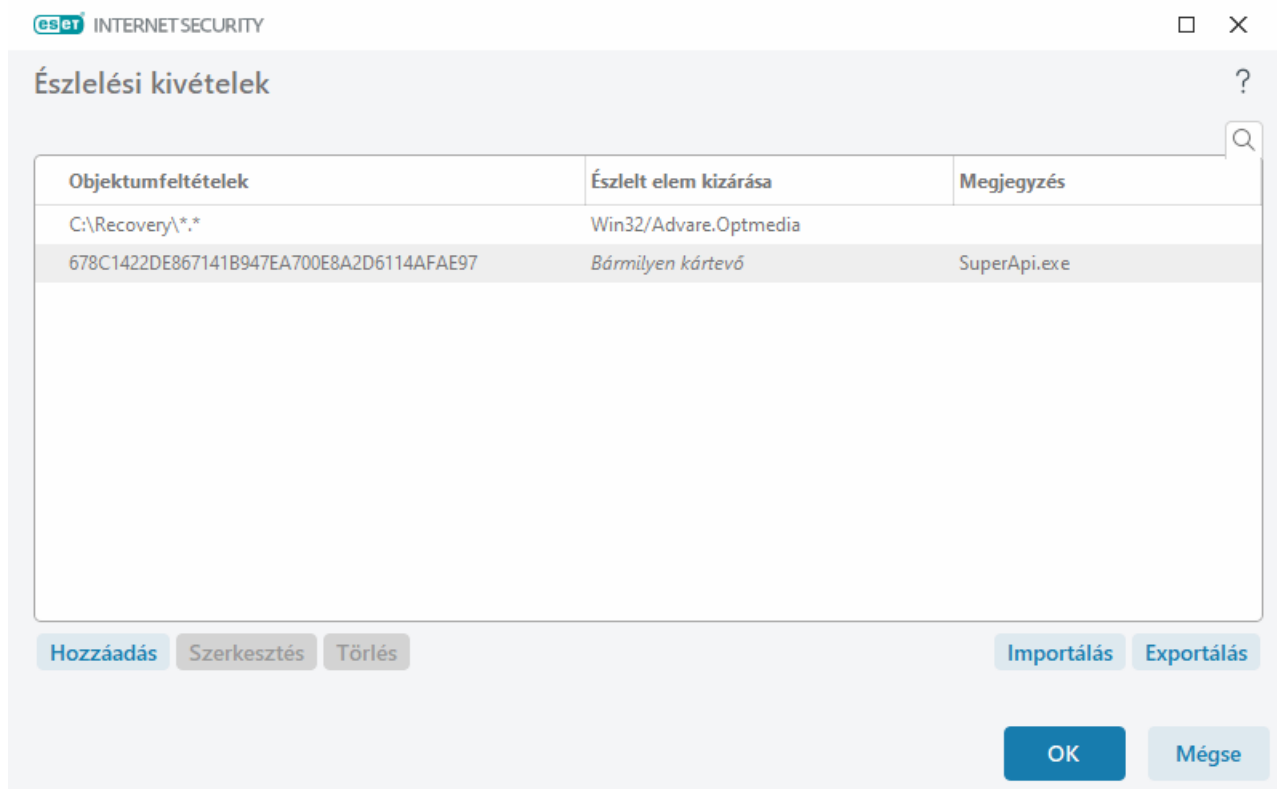 eset INTERNET SECURITY
Észlelési kivételek
?
Objektumfeltételek Észlelt elem kizárása Megjegyzés
C:\Recovery\*.* Win32/Advare.Optmedia
678C1422DE867141B947EA700E8A2D6114AFAE97 Bármilyen kártevő SuperApi.exe
Hozzáadás Szerkesztés Törlés Importálás Exportálás
OK Mégse